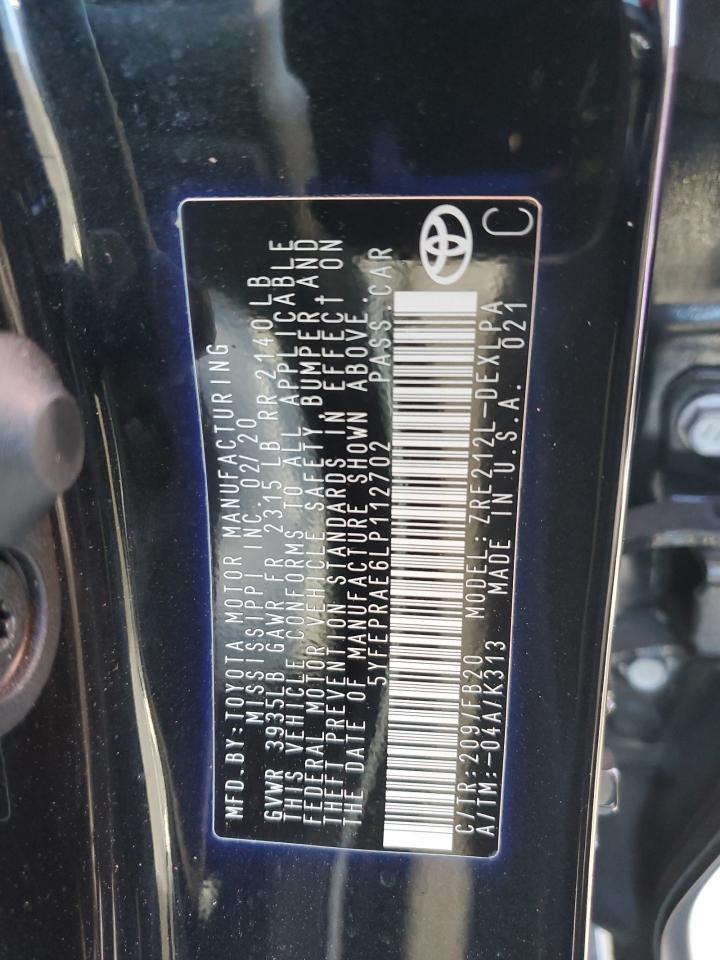 MFD.BY:TOYOTA MOTOR MANUFACTURING
MISSISSIPPI INC. 02/20
GVWR 3935LB GAWR FR 2315 LB RR 2140 LB
THIS VEHICLE CONFORMS TO ALL APPLICABLE
FEDERAL MOTOR VEHICLE SAFETY, BUMPER AND
THEFT PREVENTION STANDARDS IN EFFECT ON
THE DATE OF MANUFACTURE SHOWN ABOVE.
5YFEPRAE6LP112702 PASS.CAR
C/TR:209/FB20 MODEL:ZRE212L-DEXLPA
A/TM:-04A/K313 MADE IN U.S.A. 021
C